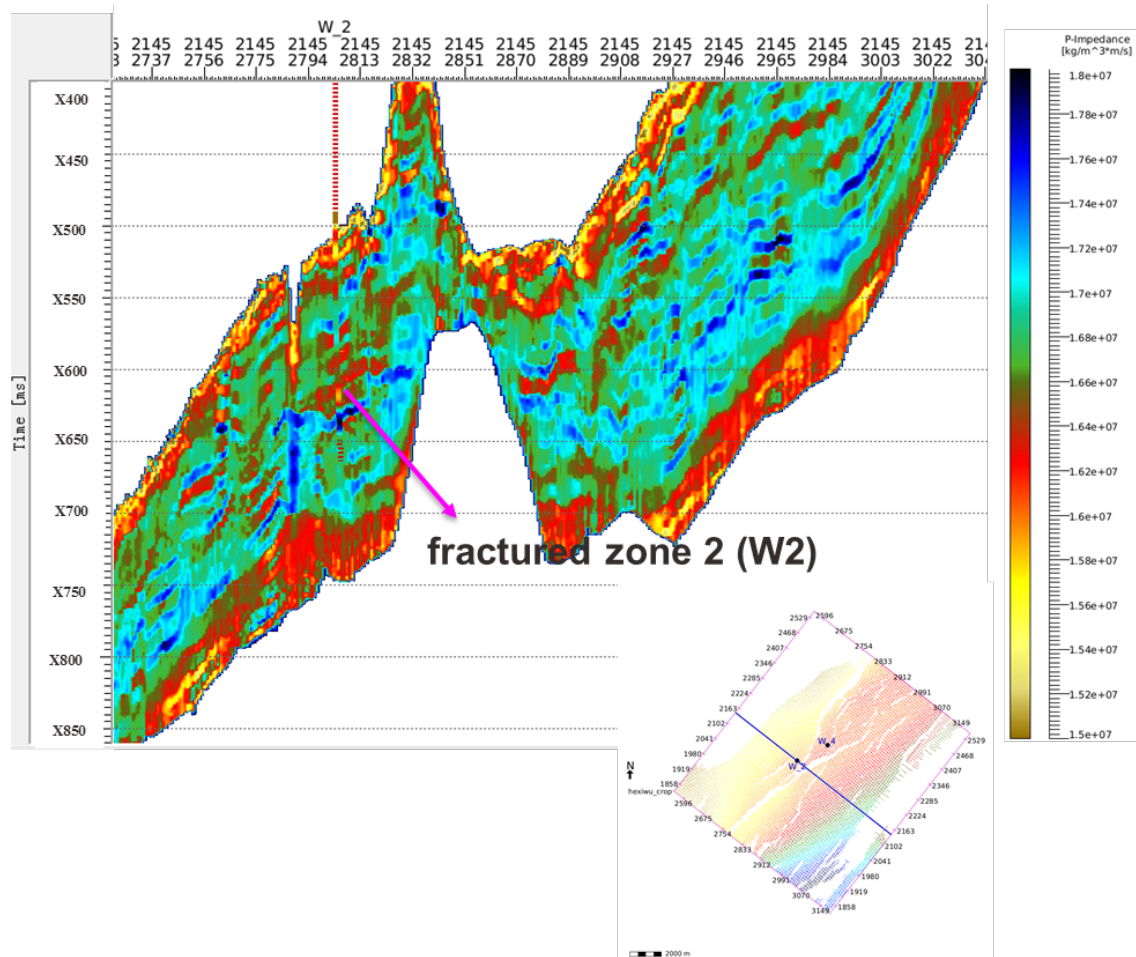 W_2
5 2145 2145 2145 2145 2145 2145 2145 2145 2145 2145 2145 2145 2145 2145 2145 2145 214
3 2737 2756 2775 2794 2813 2832 2851 2870 2889 2908 2927 2946 2965 2984 3003 3022 304
X400
X450
X500
X550
X600
X650
X700
X750
X800
X850
Time [ms]
fractured zone 2 (W2)
P-Impedance
[kg/m^3*m/s]
1.8e+07
1.78e+07
1.76e+07
1.74e+07
1.72e+07
1.7e+07
1.68e+07
1.66e+07
1.64e+07
1.62e+07
1.6e+07
1.58e+07
1.56e+07
1.54e+07
1.52e+07
1.5e+07
2529
2468
2407
2346
2285
2224
2163
2102
2041
1980
1919
1858
2596
2675
2754
2833
2912
2991
3070
3149
2529
2468
2407
2346
2285
2224
2163
2102
2041
1980
1919
1858
W_4
W_2
N
hexiwu_crop
2596
2675
2754
2833
2912
2991
3070
3149
2000 m